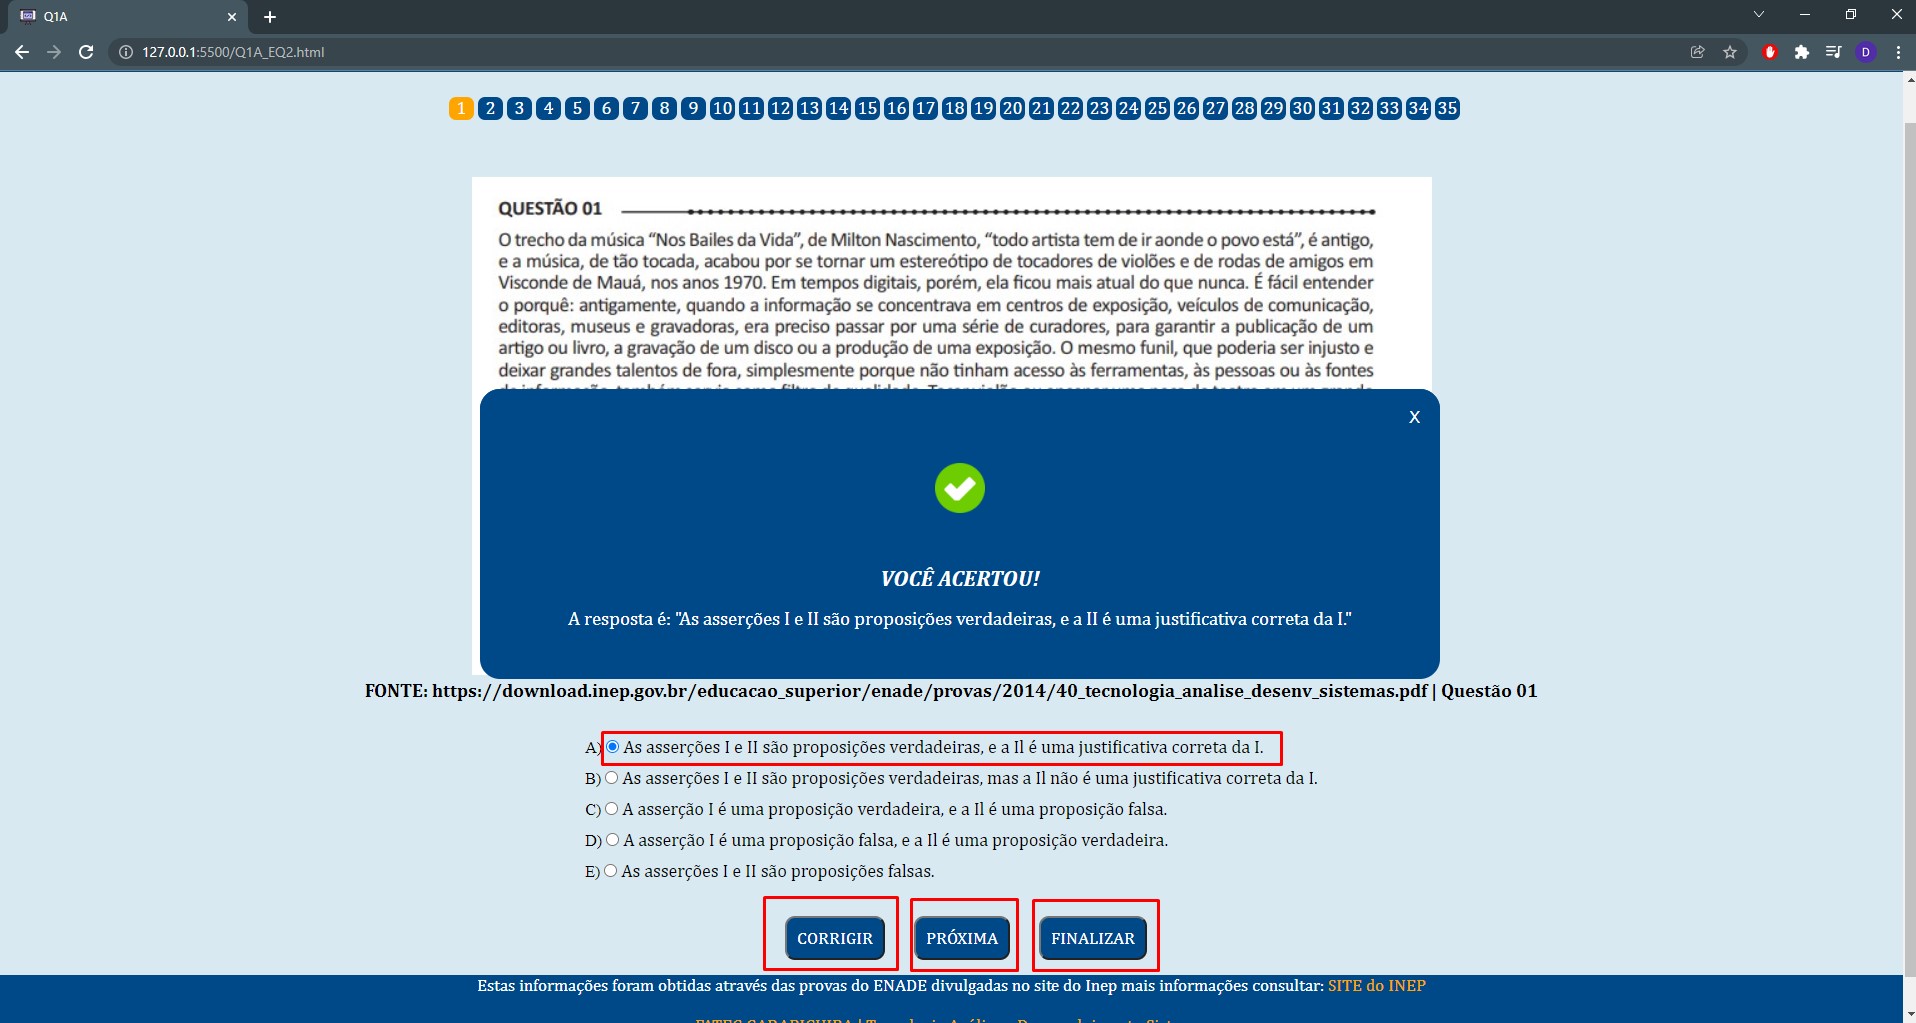 Q1A
127.0.0.1:5500/Q1A_EQ2.html
D
1 2 3 4 5 6 7 8 9 10 11 12 13 14 15 16 17 18 19 20 21 22 23 24 25 26 27 28 29 30 31 32 33 34 35
QUESTÃO 01
O trecho da música “Nos Bailes da Vida”, de Milton Nascimento, “todo artista tem de ir aonde o povo está”, é antigo,
e a música, de tão tocada, acabou por se tornar um estereótipo de tocadores de violões e de rodas de amigos em
Visconde de Mauá, nos anos 1970. Em tempos digitais, porém, ela ficou mais atual do que nunca. É fácil entender
o porquê: antigamente, quando a informação se concentrava em centros de exposição, veículos de comunicação,
editoras, museus e gravadoras, era preciso passar por uma série de curadores, para garantir a publicação de um
artigo ou livro, a gravação de um disco ou a produção de uma exposição. O mesmo funil, que poderia ser injusto e
deixar grandes talentos de fora, simplesmente porque não tinham acesso às ferramentas, às pessoas ou às fontes
X
VOCÊ ACERTOU!
A resposta é: "As asserções I e II são proposições verdadeiras, e a II é uma justificativa correta da I."
FONTE: https://download.inep.gov.br/educacao_superior/enade/provas/2014/40_tecnologia_analise_desenv_sistemas.pdf | Questão 01
A) As asserções I e II são proposições verdadeiras, e a Il é uma justificativa correta da I.
B) As asserções I e II são proposições verdadeiras, mas a Il não é uma justificativa correta da I.
C) A asserção I é uma proposição verdadeira, e a Il é uma proposição falsa.
D) A asserção I é uma proposição falsa, e a Il é uma proposição verdadeira.
E) As asserções I e II são proposições falsas.
CORRIGIR PRÓXIMA FINALIZAR
Estas informações foram obtidas através das provas do ENADE divulgadas no site do Inep mais informações consultar: SITE do INEP